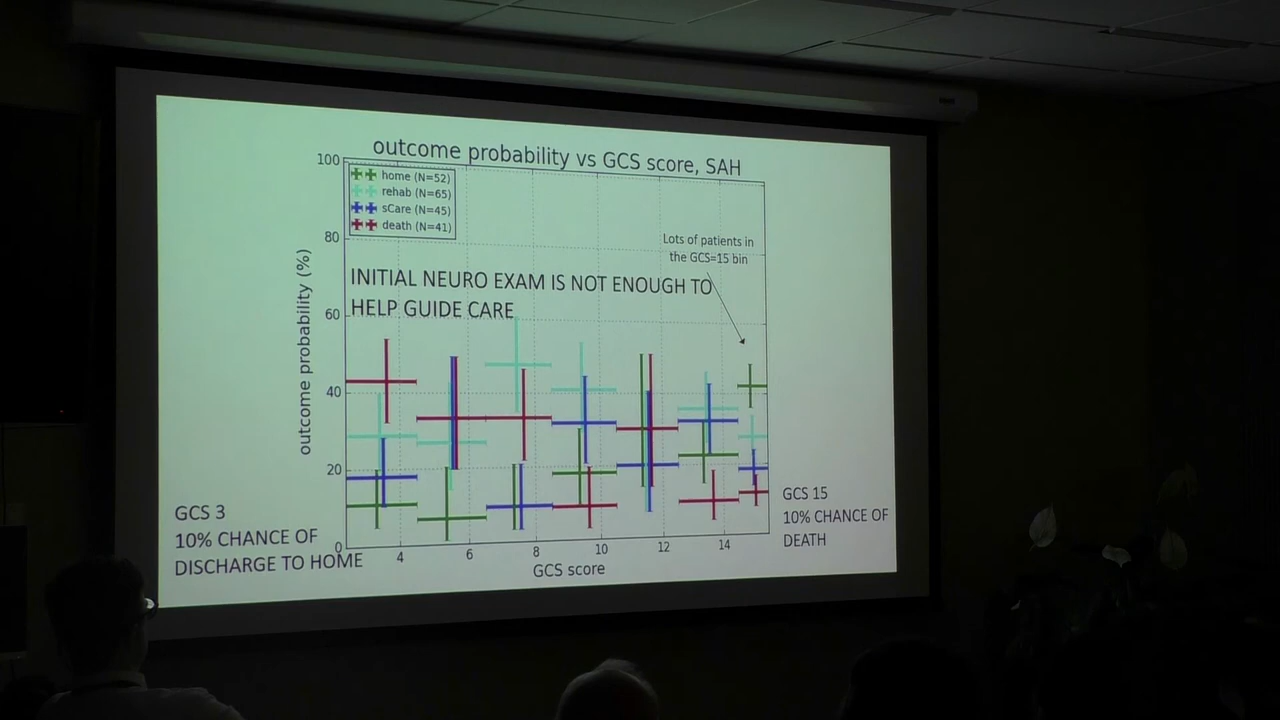 outcome probability vs GCS score, SAH
100
80
60
40
20
0
outcome probability (%)
home (N=52)
rehab (N=65)
sCare (N=45)
death (N=41)
Lots of patients in
the GCS=15 bin
INITIAL NEURO EXAM IS NOT ENOUGH TO
HELP GUIDE CARE
GCS 3
10% CHANCE OF
DISCHARGE TO HOME
GCS 15
10% CHANCE OF
DEATH
4 6 8 10 12 14
GCS score